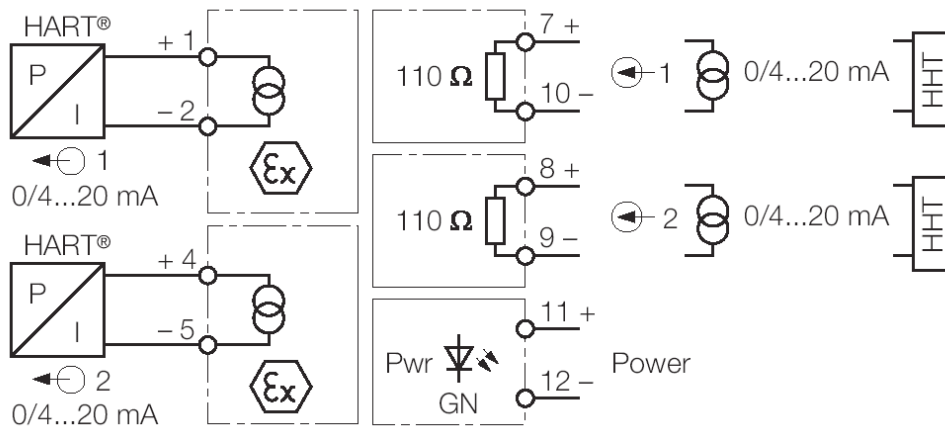 HART®
P
I
+ 1
– 2
1
0/4...20 mA
Ex
HART®
P
I
+ 4
– 5
2
0/4...20 mA
Ex
110 Ω
7 +
10 –
1
0/4...20 mA
HHT
110 Ω
8 +
9 –
2
0/4...20 mA
HHT
Pwr
GN
11 +
12 –
Power